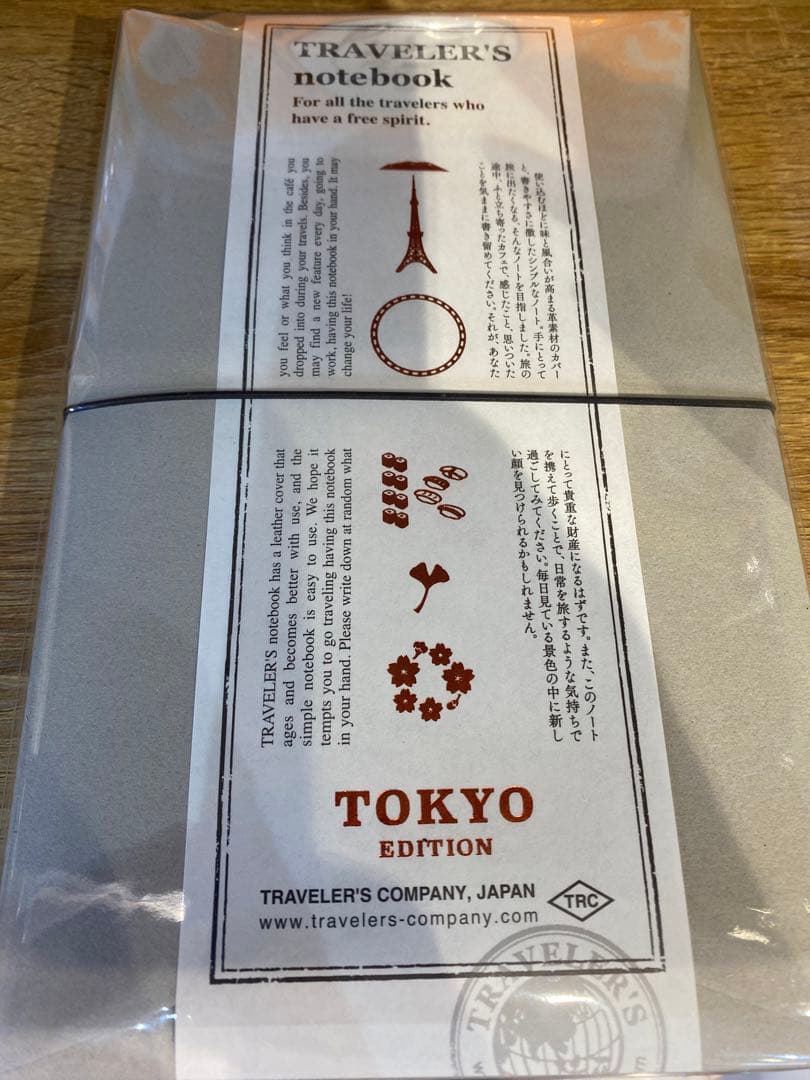 TRAVELER'S
notebook
For all the travelers who
have a free spirit.
TRAVELER'S notebook has a leather cover that
ages and becomes better with use, and the
simple notebook is easy to use. We hope it
tempts you to go traveling having this notebook
in your hand. Please write down at random what
you feel or what you think in the café you
dropped into during your travels. Besides, you
may find a new feature every day, going to
work, having this notebook in your hand. It may
change your life!
使い込むほどに味と風合いが高まる革素材のカバー
と、書きやすさに徹したシンプルなノート。手にとって
旅に出たくなる、そんなノートを目指しました。旅の
途中、ふと立ち寄ったカフェで、感じたこと、思いついた
ことを気ままに書き留めてください。それが、あなた
にとって貴重な財産になるはずです。また、このノート
を携えて歩くことで、日常を旅するような気持ちで
過ごしてみてください。毎日見ている景色の中に新し
い顔を見つけられるかもしれません。
TOKYO
EDITION
TRAVELER'S COMPANY, JAPAN
www.travelers-company.com
TRC
TRAVELER'S